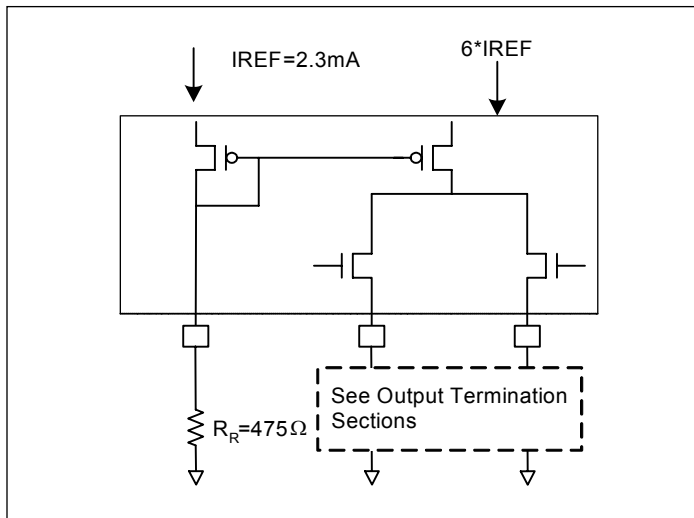 IREF=2.3mA
6*IREF
See Output Termination
Sections
RR=475Ω